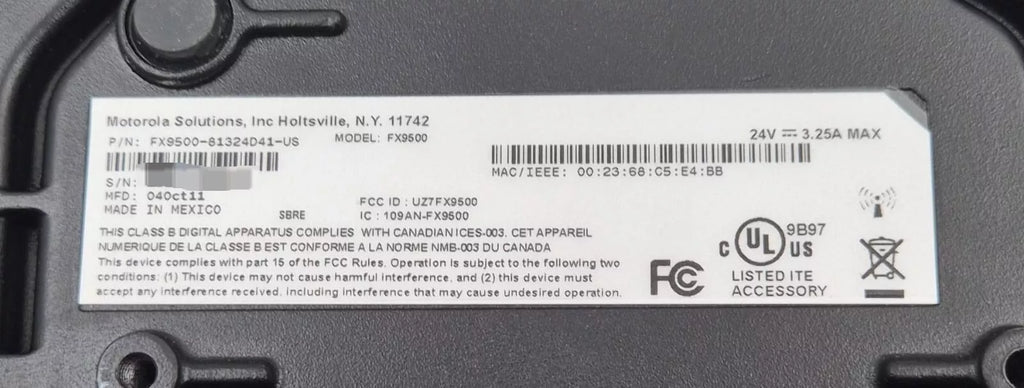 Motorola Solutions, Inc Holtsville, N.Y. 11742
P/N: FX9500-81324D41-US
MODEL: FX9500
24V ⎓ 3.25A MAX
MAC/IEEE: 00:23:68:C5:E4:BB
S/N:
MFD: 04Oct11
MADE IN MEXICO
SBRE
FCC ID : UZ7FX9500
IC : 109AN-FX9500
THIS CLASS B DIGITAL APPARATUS COMPLIES WITH CANADIAN ICES-003. CET APPAREIL
NUMERIQUE DE LA CLASSE B EST CONFORME A LA NORME NMB-003 DU CANADA
This device complies with part 15 of the FCC Rules. Operation is subject to the following two
conditions: (1) This device may not cause harmful interference, and (2) this device must
accept any interference received, including interference that may cause undesired operation.
FC
C UL US
9B97
LISTED ITE
ACCESSORY